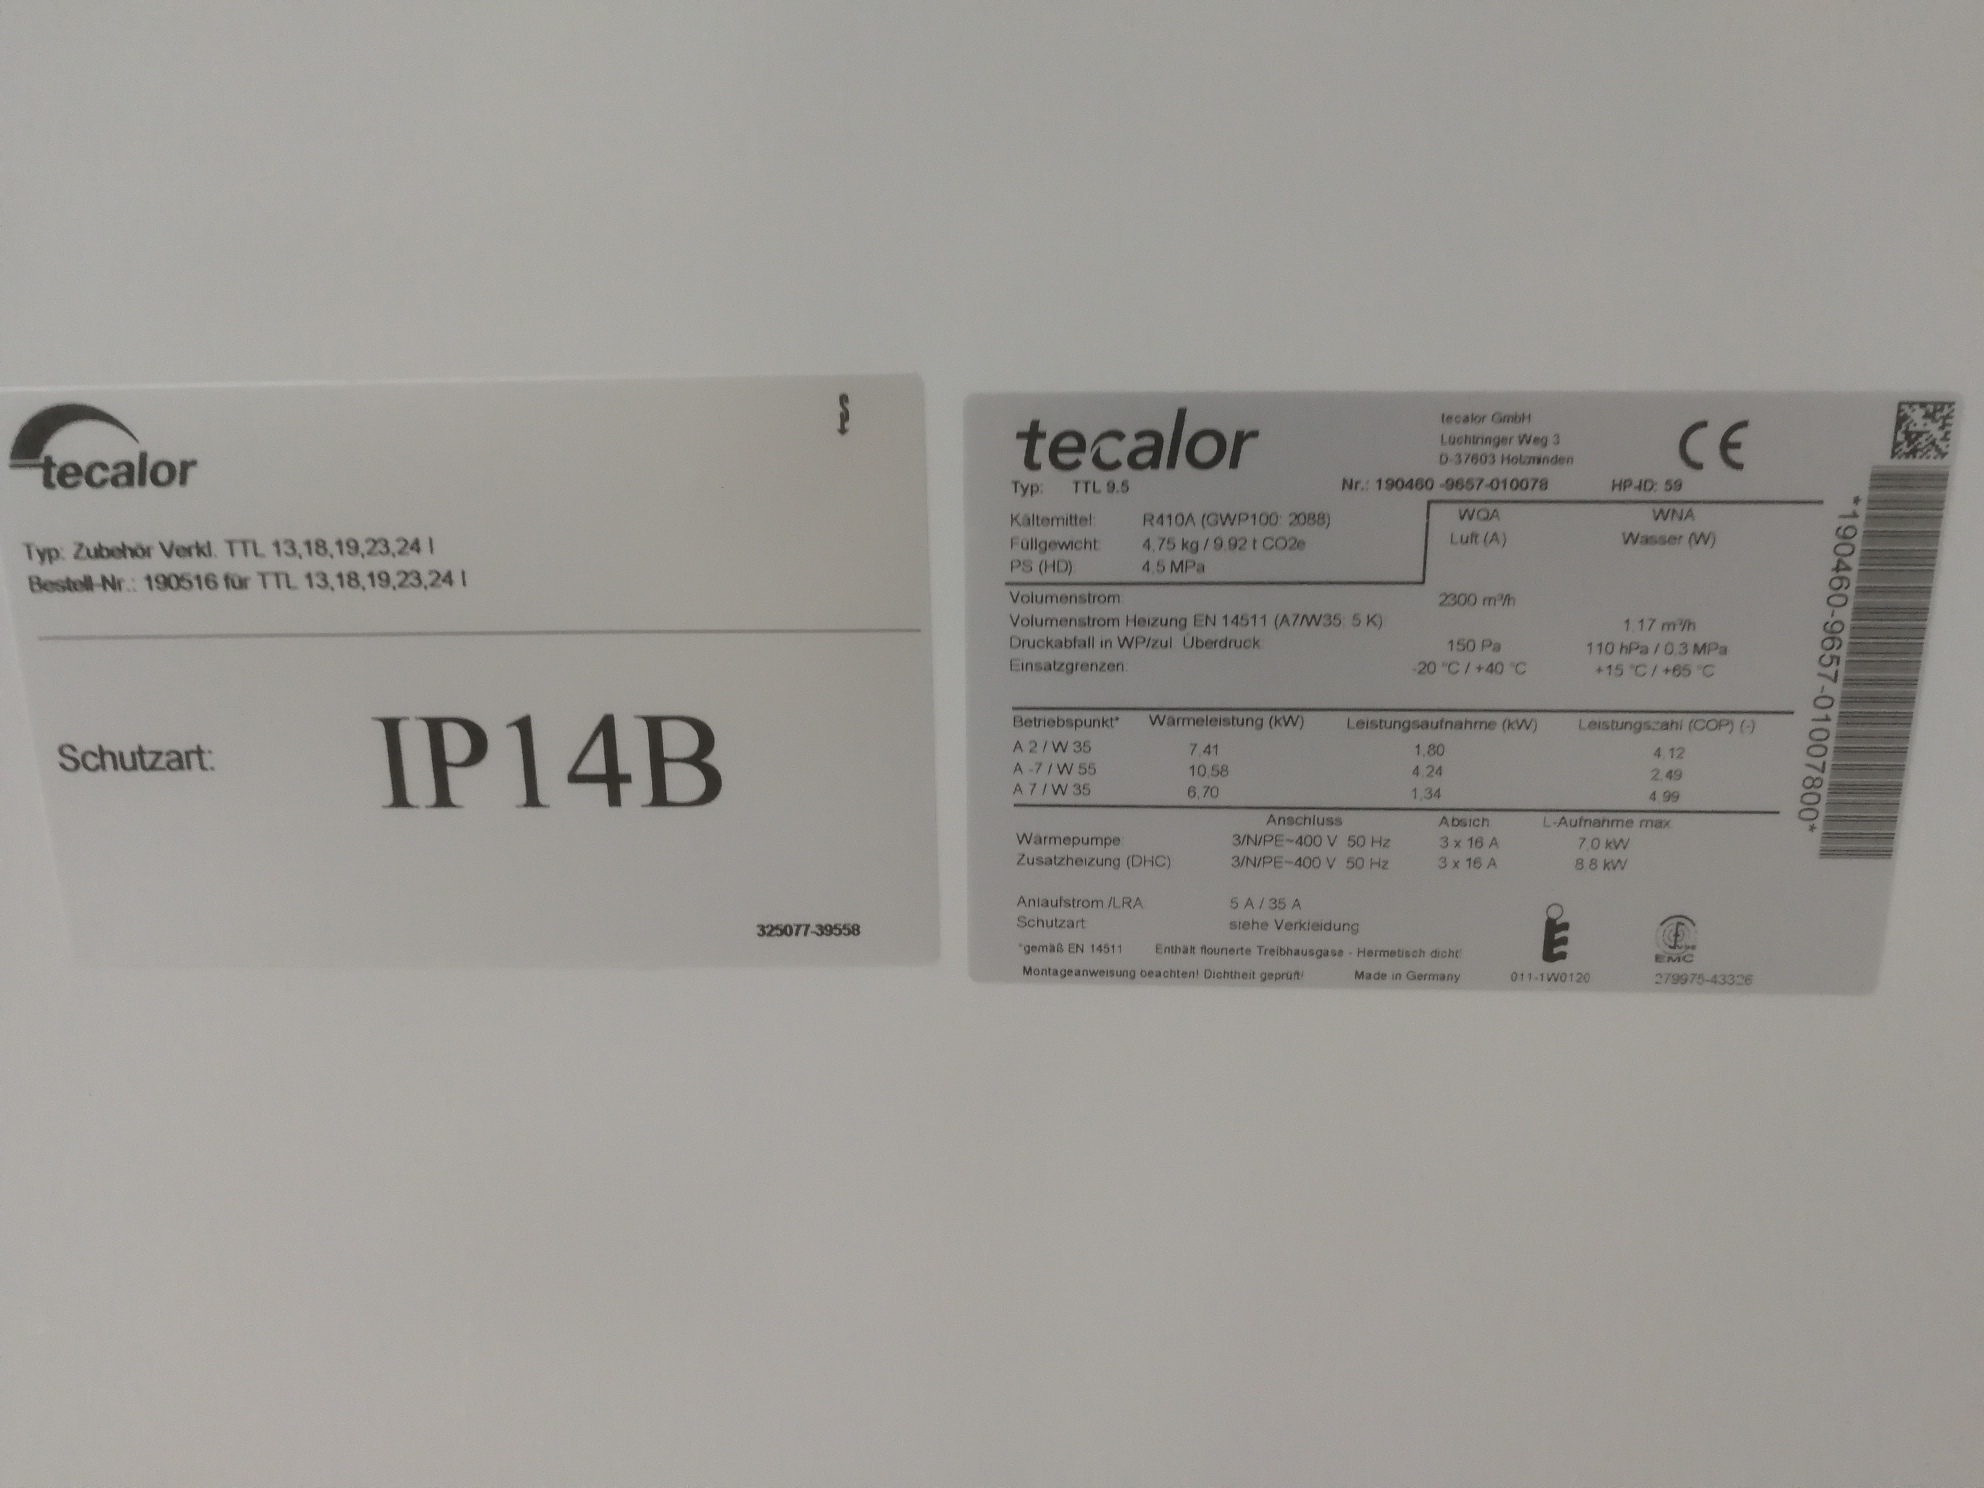 tecalor
Typ: Zubehör Verkl. TTL 13,18,19,23,24 I
Bestell-Nr.: 190516 für TTL 13,18,19,23,24 I
Schutzart: IP14B
325077-39558
tecalor
tecalor GmbH
Lüchtringer Weg 3
D-37603 Holzminden
CE
Typ: TTL 9.5 Nr.: 190460 -9657-010078 HP-ID: 59
Kältemittel: R410A (GWP100: 2088) WQA WNA
Füllgewicht: 4,75 kg / 9,92 t CO2e Luft (A) Wasser (W)
PS (HD): 4,5 MPa
Volumenstrom: 2300 m³/h
Volumenstrom Heizung EN 14511 (A7/W35; 5 K): 1,17 m³/h
Druckabfall in WP/zul. Überdruck: 150 Pa 110 hPa / 0,3 MPa
Einsatzgrenzen: -20 °C / +40 °C +15 °C / +65 °C
Betriebspunkt* Wärmeleistung (kW) Leistungsaufnahme (kW) Leistungszahl (COP) (-)
A 2 / W 35 7,41 1,80 4,12
A -7 / W 55 10,58 4,24 2,49
A 7 / W 35 6,70 1,34 4,99
Anschluss Absich. L-Aufnahme max.
Wärmepumpe: 3/N/PE~400 V 50 Hz 3 x 16 A 7,0 kW
Zusatzheizung (DHC): 3/N/PE~400 V 50 Hz 3 x 16 A 8,8 kW
Anlaufstrom /LRA 5 A / 35 A
Schutzart: siehe Verkleidung
*gemäß EN 14511 Enthält flourierte Treibhausgase - Hermetisch dicht!
Montageanweisung beachten! Dichtheit geprüft! Made in Germany
011-1W0120
EMC
279975-43326
*190460-9657-01007800*